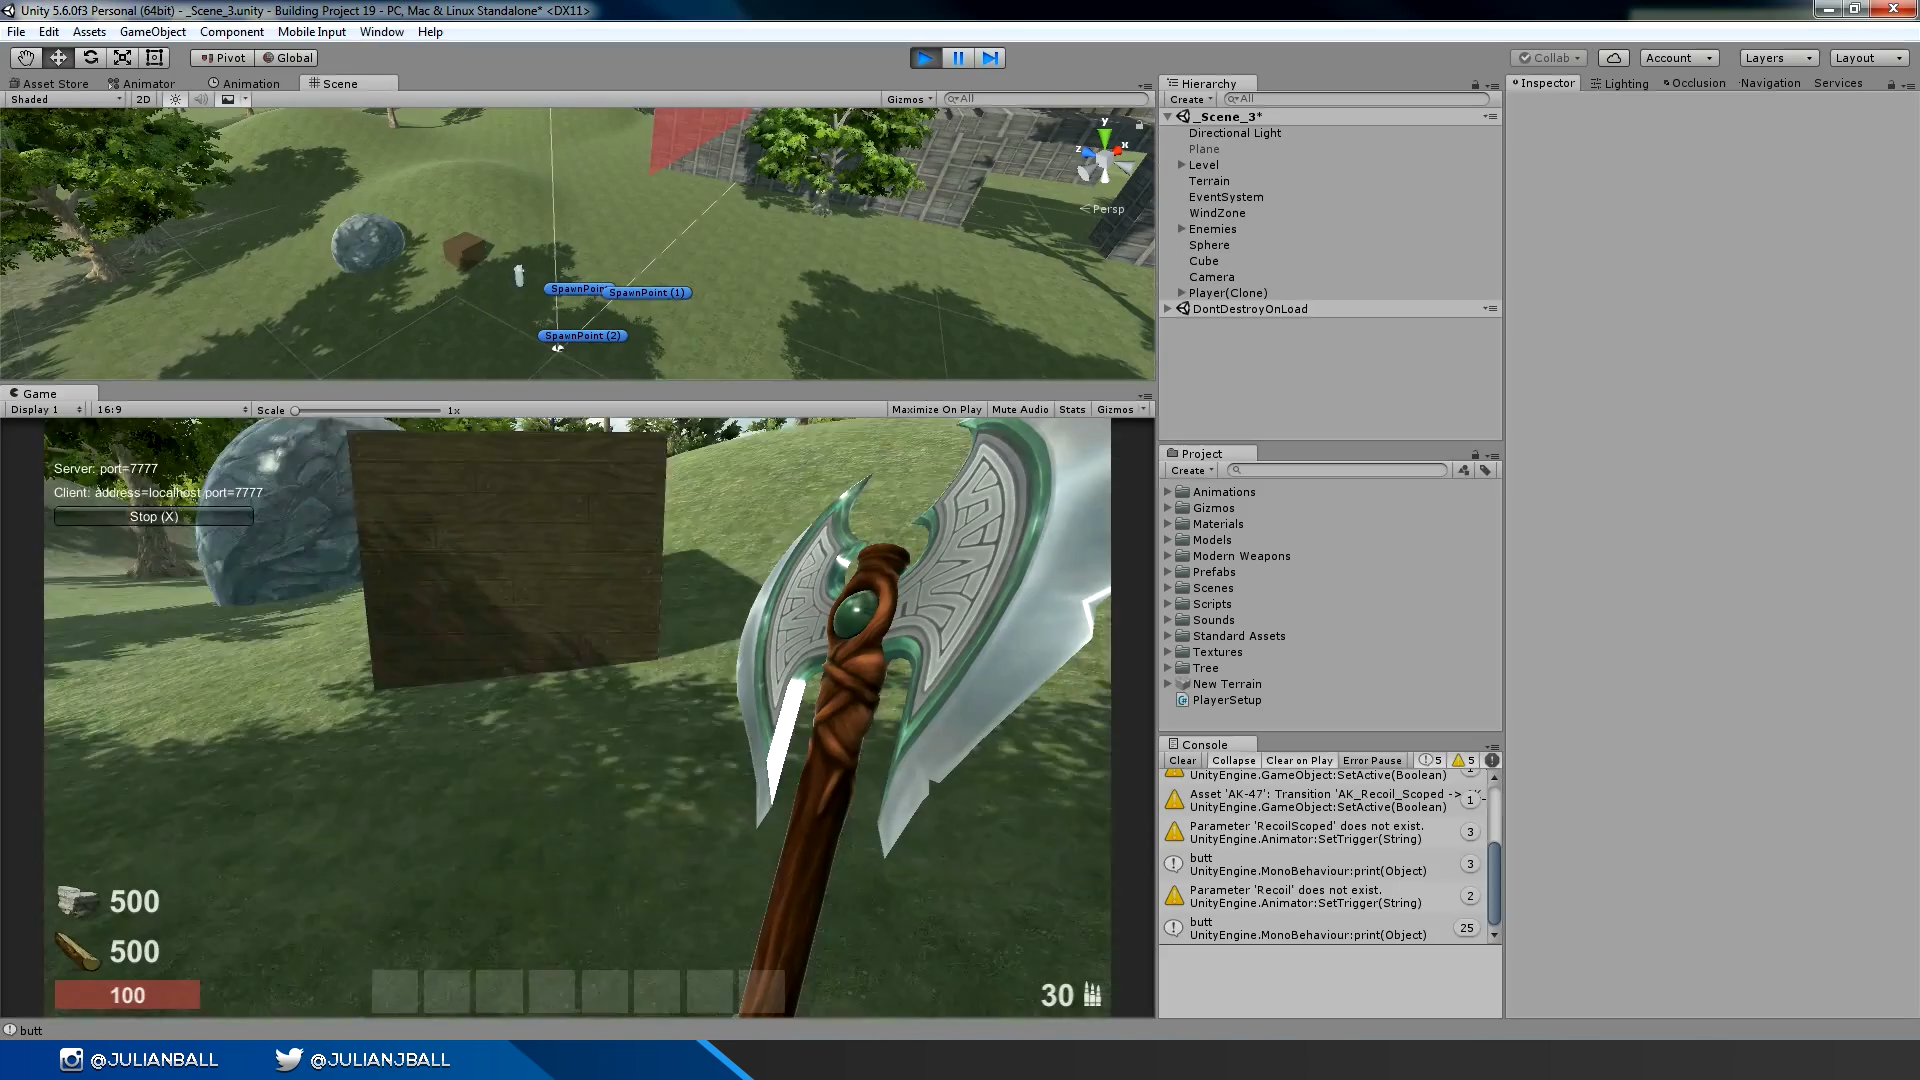 Unity 5.6.0f3 Personal (64bit) - _Scene_3.unity - Building Project 19 - PC, Mac & Linux Standalone* <DX11>
File Edit Assets GameObject Component Mobile Input Window Help
Pivot Global Collab Account Layers Layout
Asset Store Animator Animation Scene
Shaded 2D Gizmos All
y
z x
Persp
SpawnPoin
SpawnPoint (1)
SpawnPoint (2)
Game
Display 1 16:9 Scale 1x Maximize On Play Mute Audio Stats Gizmos
Server: port=7777
Client: address=localhost port=7777
Stop (X)
500
500
100
30
Hierarchy
Create All
_Scene_3*
Directional Light
Plane
Level
Terrain
EventSystem
WindZone
Enemies
Sphere
Cube
Camera
Player(Clone)
DontDestroyOnLoad
Project
Create
Animations
Gizmos
Materials
Models
Modern Weapons
Prefabs
Scenes
Scripts
Sounds
Standard Assets
Textures
Tree
New Terrain
PlayerSetup
Console
Clear Collapse Clear on Play Error Pause 5 5
UnityEngine.GameObject:SetActive(Boolean)
Asset 'AK-47': Transition 'AK_Recoil_Scoped ->
UnityEngine.GameObject:SetActive(Boolean) 1
Parameter 'RecoilScoped' does not exist.
UnityEngine.Animator:SetTrigger(String) 3
butt
UnityEngine.MonoBehaviour:print(Object) 3
Parameter 'Recoil' does not exist.
UnityEngine.Animator:SetTrigger(String) 2
butt
UnityEngine.MonoBehaviour:print(Object) 25
Inspector Lighting Occlusion Navigation Services
butt
@JULIANBALL @JULIANJBALL